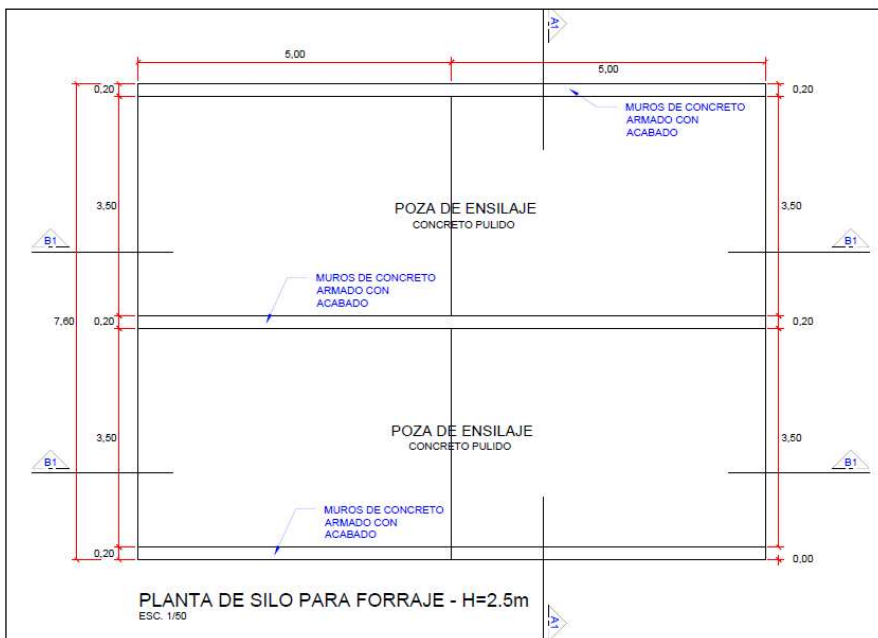 A1
5,00
5,00
0,20
0,20
MUROS DE CONCRETO
ARMADO CON
ACABADO
3,50
POZA DE ENSILAJE
CONCRETO PULIDO
3,50
B1
B1
MUROS DE CONCRETO
ARMADO CON
ACABADO
7,60
0,20
0,20
3,50
POZA DE ENSILAJE
CONCRETO PULIDO
3,50
B1
B1
MUROS DE CONCRETO
ARMADO CON
ACABADO
0,20
0,00
PLANTA DE SILO PARA FORRAJE - H=2.5m
ESC. 1/50
A1